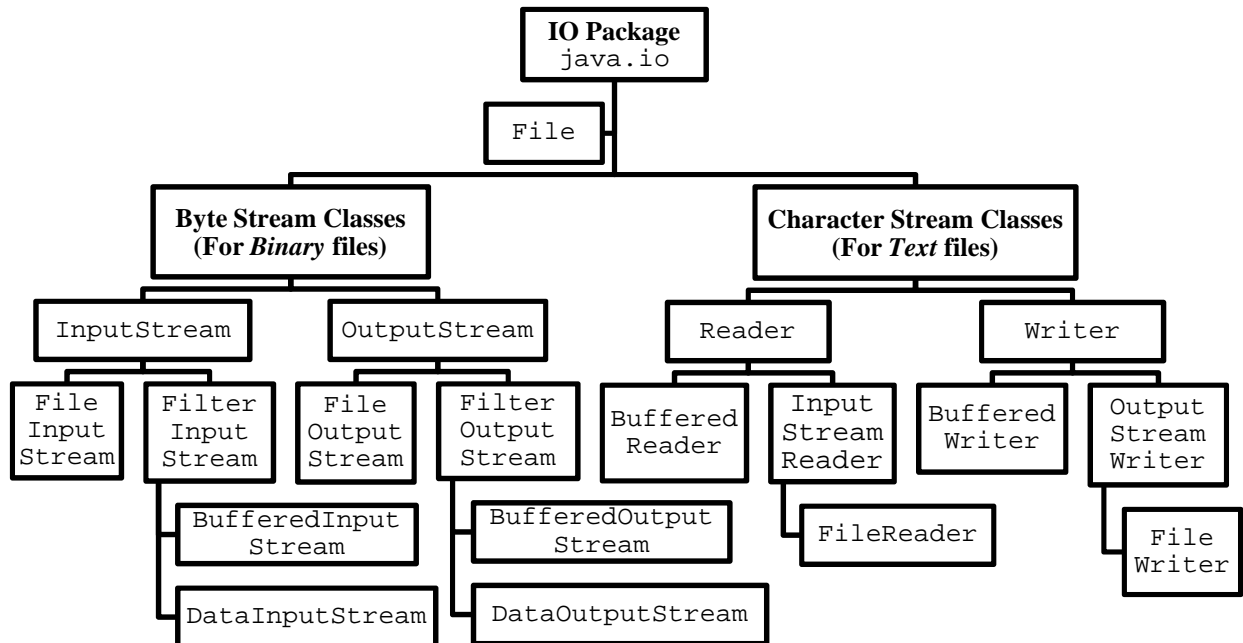 IO Package
java.io
File
Byte Stream Classes
(For Binary files)
Character Stream Classes
(For Text files)
InputStream
OutputStream
Reader
Writer
File
Input
Stream
Filter
Input
Stream
File
Output
Stream
Filter
Output
Stream
Buffered
Reader
Input
Stream
Reader
Buffered
Writer
Output
Stream
Writer
BufferedInput
Stream
BufferedOutput
Stream
FileReader
File
Writer
DataInputStream
DataOutputStream